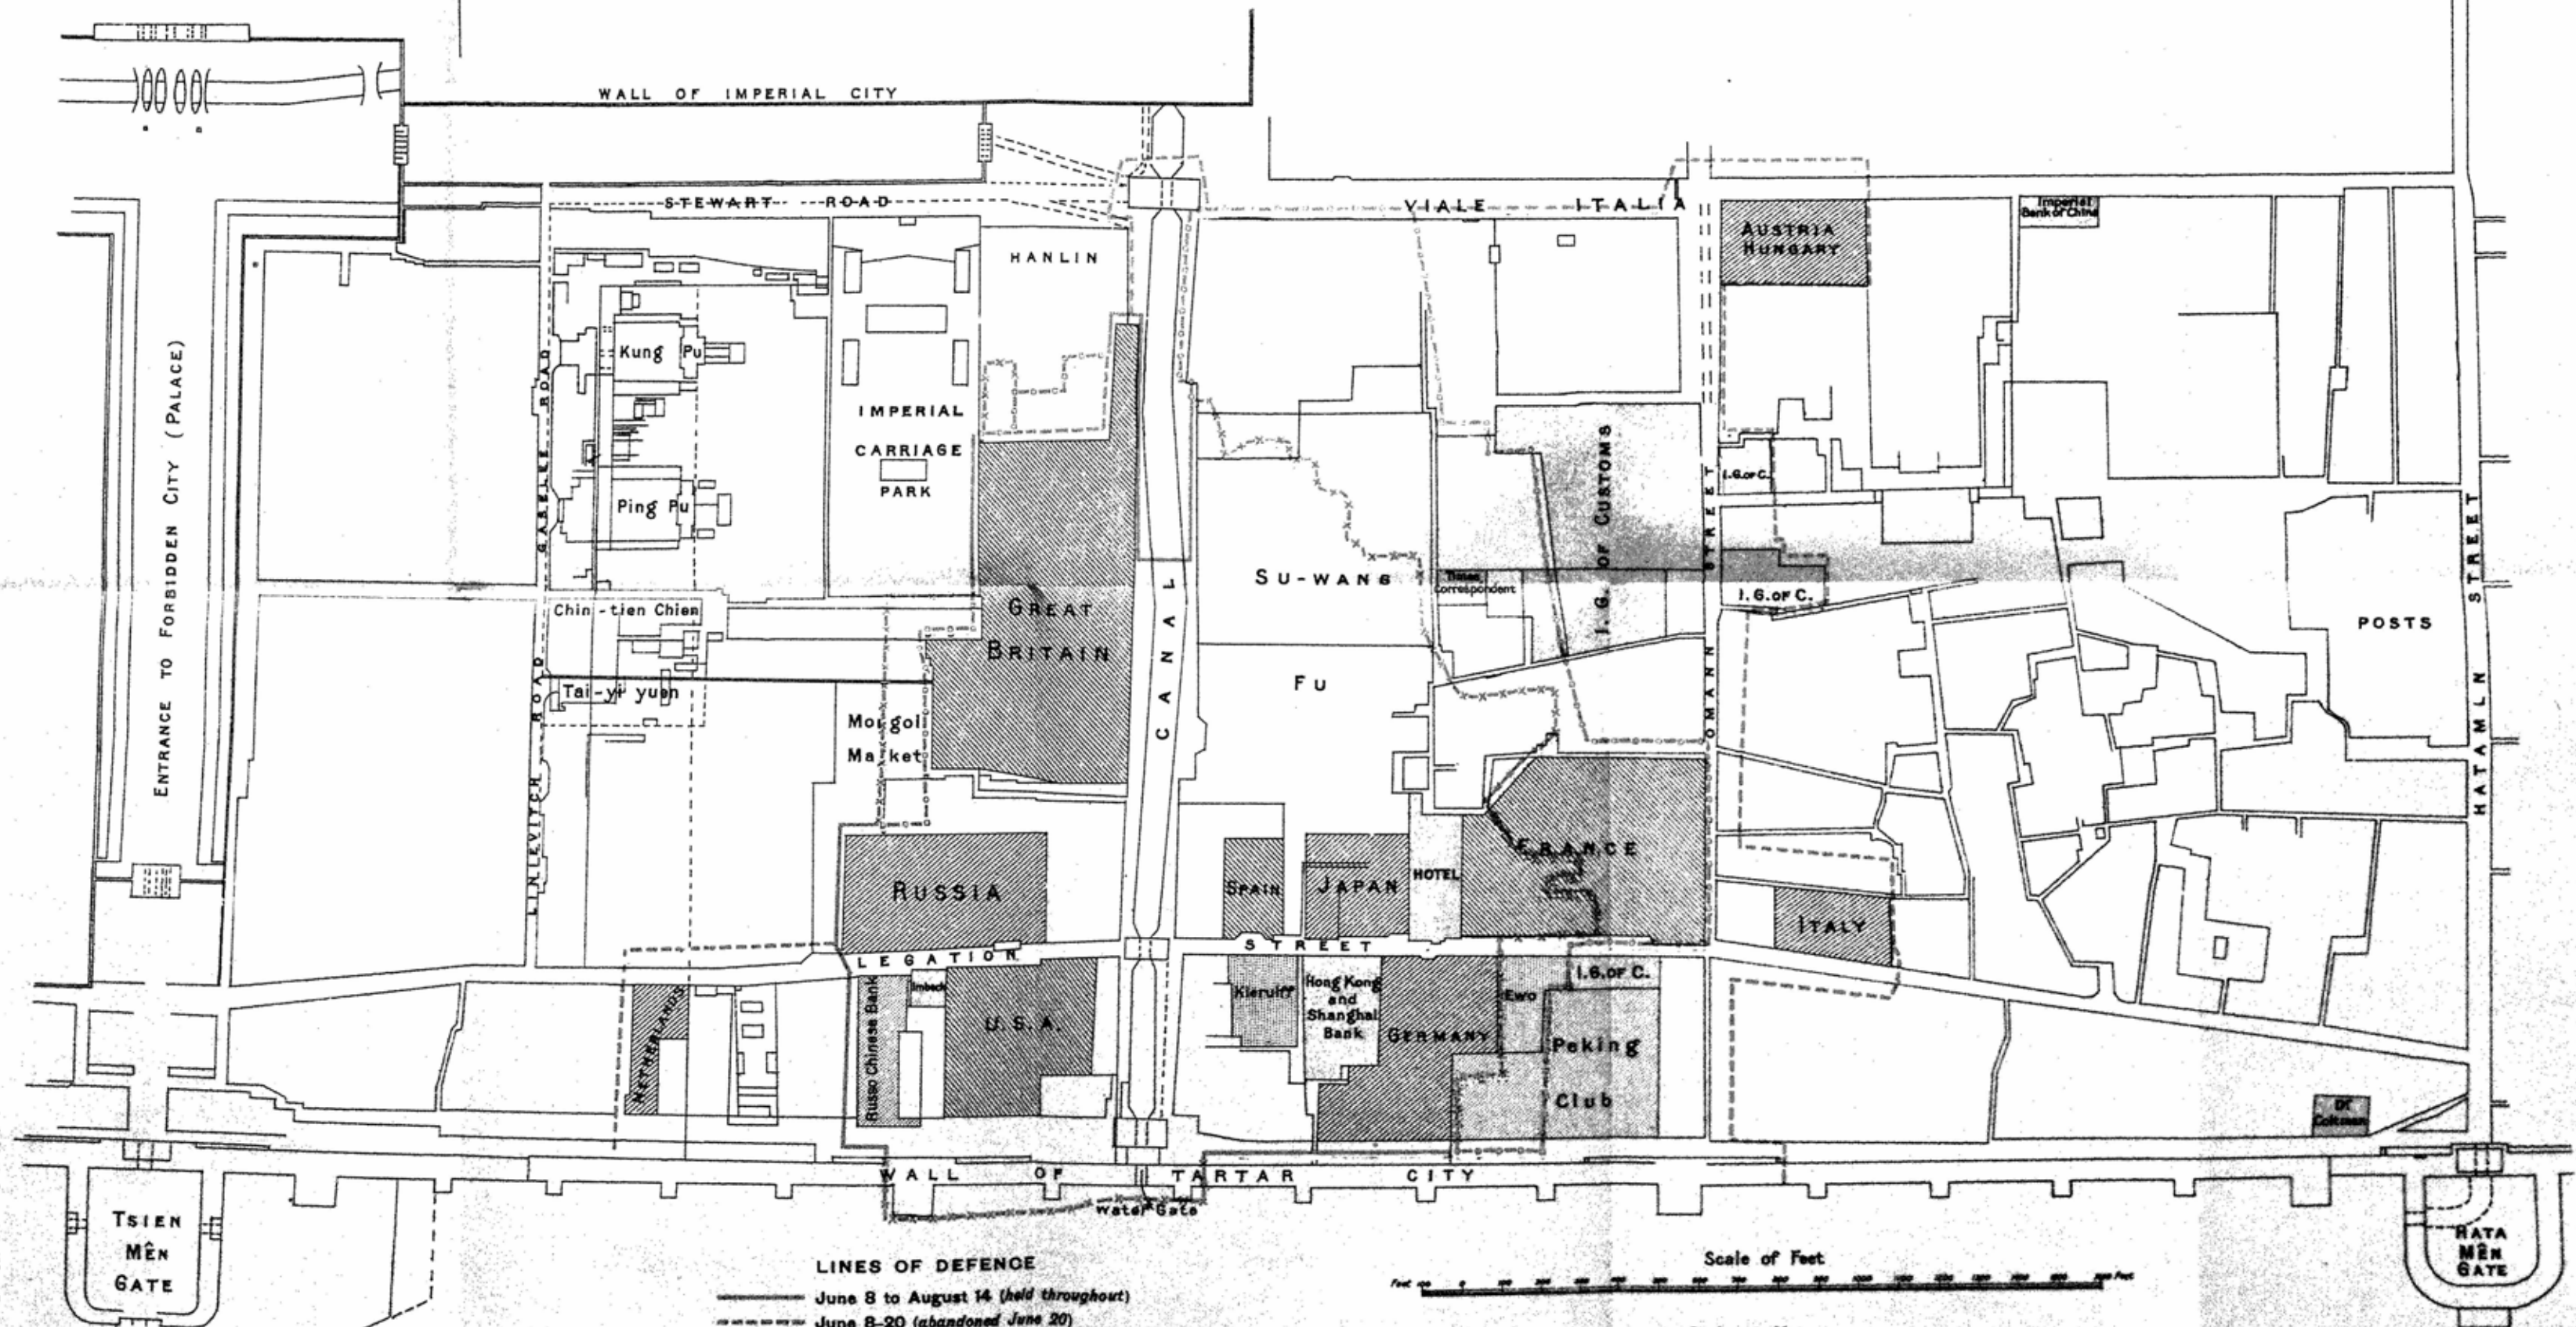 WALL OF IMPERIAL CITY
STEWART ROAD
VIALE ITALIA
Imperial
Bank of China
AUSTRIA
HUNGARY
HANLIN
ENTRANCE TO FORBIDDEN CITY (PALACE)
GASELEE ROAD
Kung Pu
IMPERIAL
CARRIAGE
PARK
Ping Pu
I. G. OF CUSTOMS
I.G. OF C.
STREET
HATAMLN STREET
SU-WANG
Times
Correspondent
I.G. OF C.
Chin-tien Chien
GREAT
BRITAIN
CANAL
POSTS
FU
Tai-yi yuen
LINIEVITCH ROAD
Mongol
Market
OMANN
FRANCE
HOTEL
RUSSIA
SPAIN
JAPAN
ITALY
LEGATION STREET
NETHERLANDS
Russo Chinese Bank
Imbeck
U.S.A.
Kierulff
Hong Kong
and
Shanghai
Bank
GERMANY
Ewo
I.G. OF C.
Peking
Club
Dr
Coltman
WALL OF TARTAR CITY
Water Gate
TSIEN
MÊN
GATE
HATA
MÊN
GATE
LINES OF DEFENCE
June 8 to August 14 (held throughout)
June 8-20 (abandoned June 20)
Scale of Feet